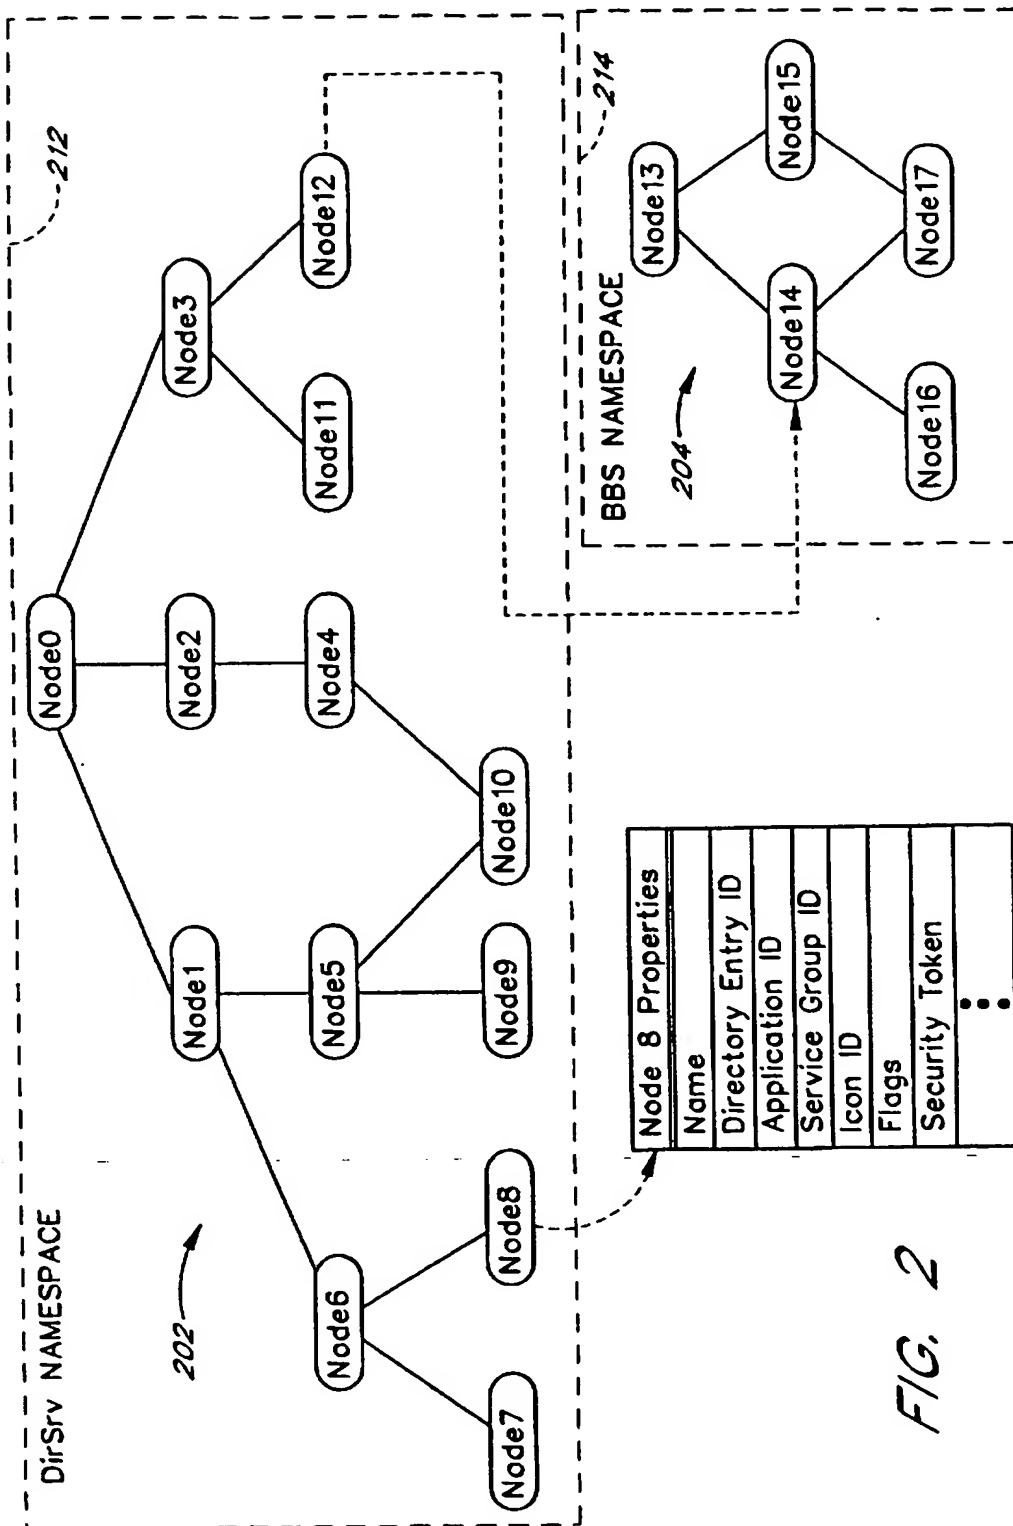 DirSrv NAMESPACE
212
202
Node0
Node1
Node2
Node3
Node6
Node5
Node4
Node11
Node12
Node7
Node8
Node9
Node10
Node 8 Properties
Name
Directory Entry ID
Application ID
Service Group ID
Icon ID
Flags
Security Token
BBS NAMESPACE
214
204
Node13
Node14
Node15
Node16
Node17
FIG. 2